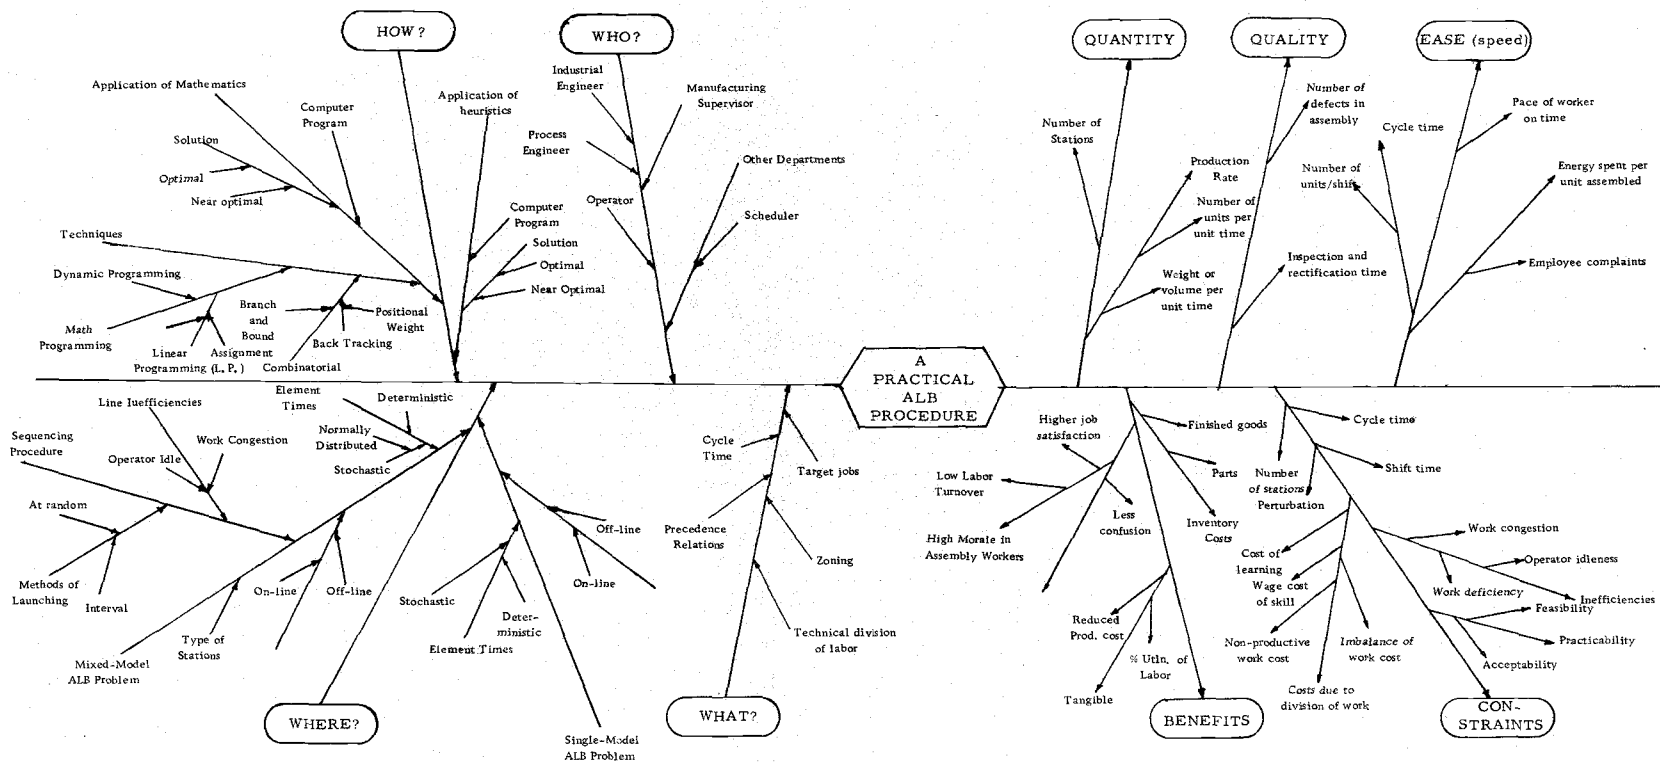 HOW?
WHO?
QUANTITY
QUALITY
EASE (speed)
Application of Mathematics
Computer
Program
Application of
heuristics
Solution
Optimal
Near optimal
Techniques
Dynamic Programming
Math
Programming
Linear
Programming (L. P.)
Assignment
Branch
and
Bound
Combinatorial
Positional
Weight
Back Tracking
Computer
Program
Solution
Optimal
Near Optimal
Industrial
Engineer
Manufacturing
Supervisor
Process
Engineer
Other Departments
Operator
Scheduler
Number of
Stations
Production
Rate
Number of
units per
unit time
Weight or
volume per
unit time
Number of
defects in
assembly
Inspection and
rectification time
Cycle time
Number of
units/shift
Pace of worker
on time
Energy spent per
unit assembled
Employee complaints
A
PRACTICAL
ALB
PROCEDURE
Line Iuefficiencies
Sequencing
Procedure
Work Congestion
Operator Idle
At random
Methods of
Launching
Interval
Element
Times
Deterministic
Normally
Distributed
Stochastic
Mixed-Model
ALB Problem
Type of
Stations
On-line
Off-line
Stochastic
Deter-
ministic
Element Times
Off-line
On-line
Single-Model
ALB Problem
WHERE?
Cycle
Time
Target jobs
Precedence
Relations
Zoning
Technical division
of labor
WHAT?
Higher job
satisfaction
Low Labor
Turnover
High Morale in
Assembly Workers
Less
confusion
Finished goods
Parts
Inventory
Costs
Reduced
Prod. cost
% Utln. of
Labor
Tangible
BENEFITS
Cycle time
Shift time
Number
of stations
Perturbation
Cost of
learning
Wage cost
of skill
Non-productive
work cost
Imbalance of
work cost
Costs due to
division of work
Work congestion
Operator idleness
Work deficiency
Inefficiencies
Feasibility
Practicability
Acceptability
CON-
STRAINTS